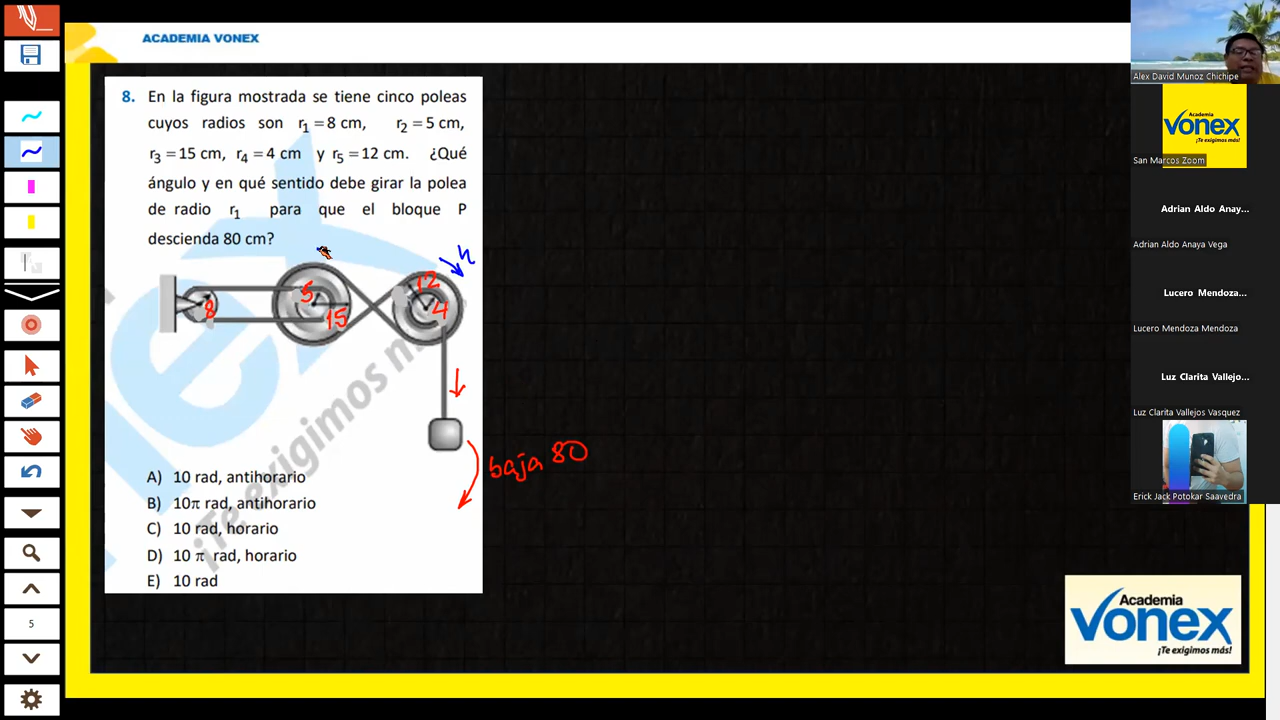 ACADEMIA VONEX
8. En la figura mostrada se tiene cinco poleas
cuyos radios son r1 = 8 cm, r2 = 5 cm,
r3 = 15 cm, r4 = 4 cm y r5 = 12 cm. ¿Qué
ángulo y en qué sentido debe girar la polea
de radio r1 para que el bloque P
descienda 80 cm?
h
12
5
8
4
15
baja 80
A) 10 rad, antihorario
B) 10π rad, antihorario
C) 10 rad, horario
D) 10 π rad, horario
E) 10 rad
¡Te exigimos m
5
Alex David Munoz Chichipe
Academia
Vonex
¡Te exigimos más!
San Marcos Zoom
Adrian Aldo Anay...
Adrian Aldo Anaya Vega
Lucero Mendoza...
Lucero Mendoza Mendoza
Luz Clarita Vallejo...
Luz Clarita Vallejos Vasquez
Erick Jack Potokar Saavedra
Academia
Vonex
¡Te exigimos más!